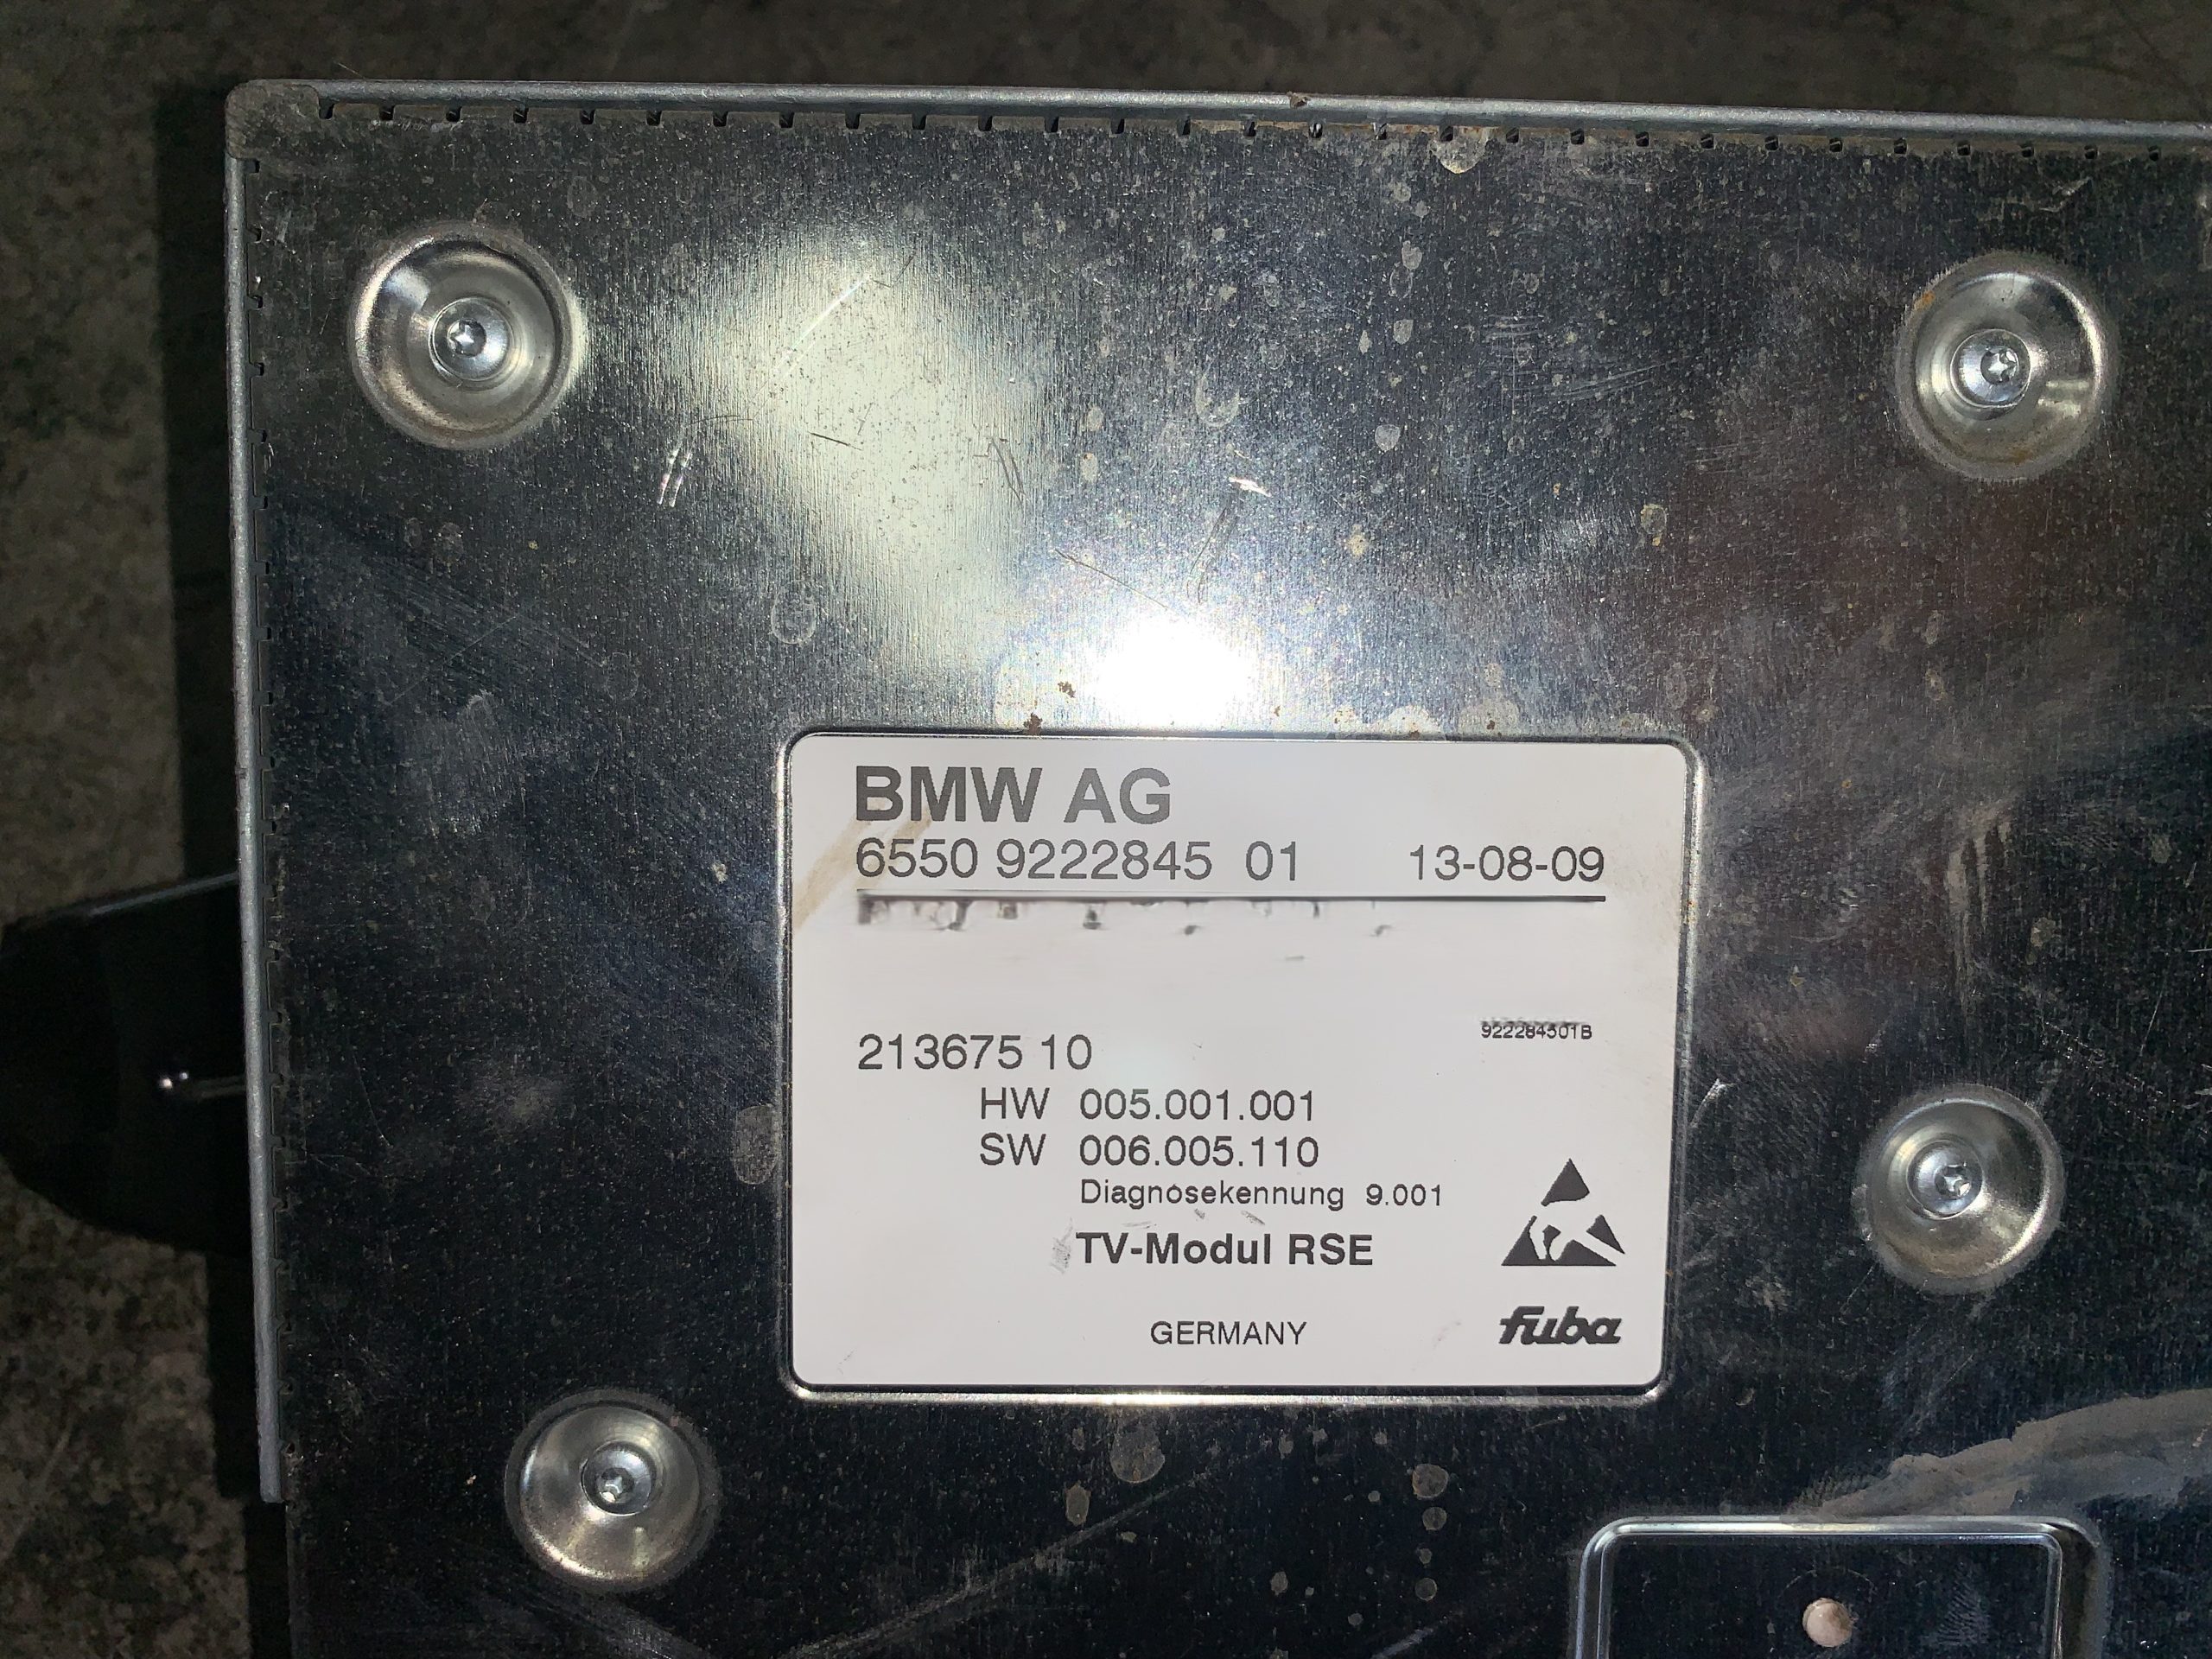 BMW AG
6550 9222845 01 13-08-09
922284501B
213675 10
HW 005.001.001
SW 006.005.110
Diagnosekennung 9.001
TV-Modul RSE
GERMANY
fuba